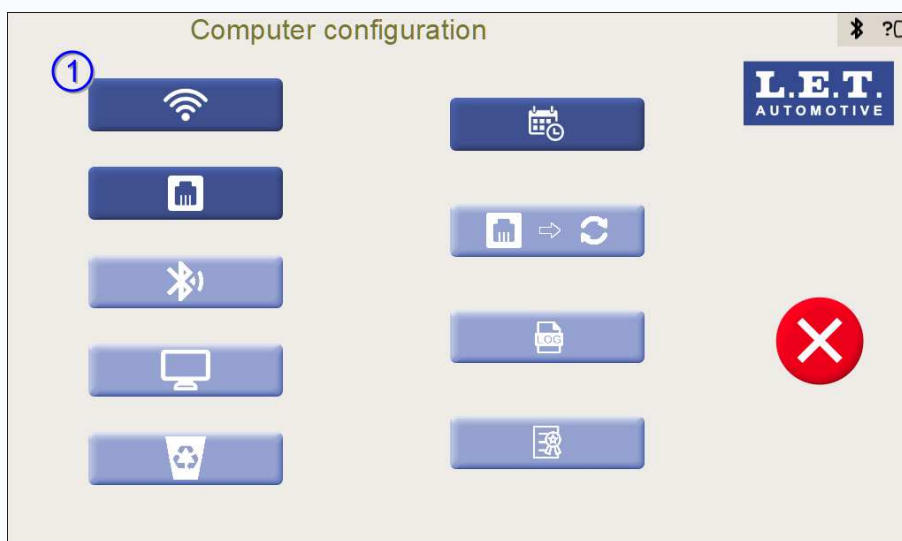 Computer configuration
?
1
L.E.T.
AUTOMOTIVE
LOG